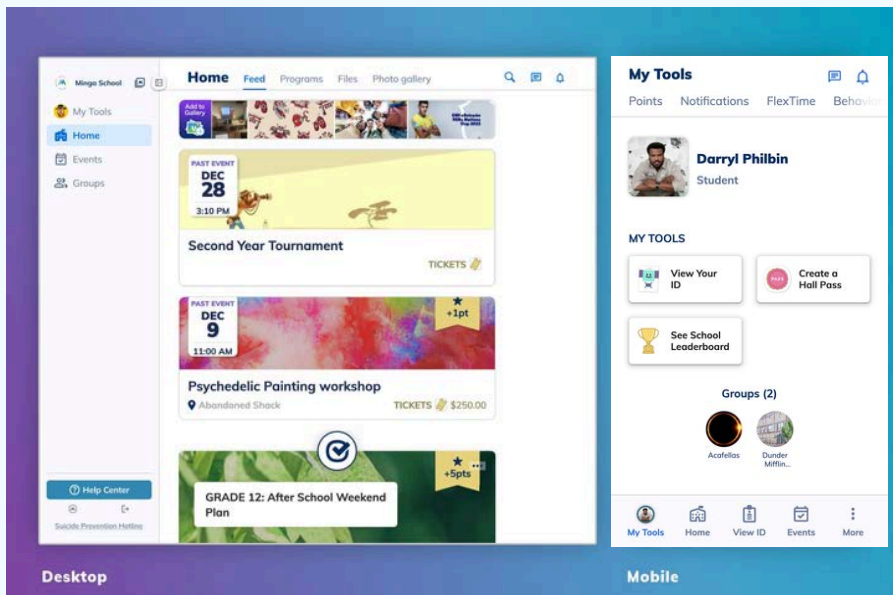 Mingo School
My Tools
Home
Events
Groups
Help Center
Suicide Prevention Hotline
Home
Feed
Programs
Files
Photo gallery
Add to
Gallery
PAST EVENT
DEC
28
3:10 PM
Second Year Tournament
TICKETS
PAST EVENT
DEC
9
11:00 AM
+1pt
Psychedelic Painting workshop
Abandoned Shack
TICKETS
$250.00
+5pts
GRADE 12: After School Weekend
Plan
Desktop
My Tools
Points
Notifications
FlexTime
Behavio
Darryl Philbin
Student
MY TOOLS
View Your
ID
PASS
Create a
Hall Pass
See School
Leaderboard
Groups (2)
Acafellas
Dunder
Mifflin...
My Tools
Home
View ID
Events
More
Mobile